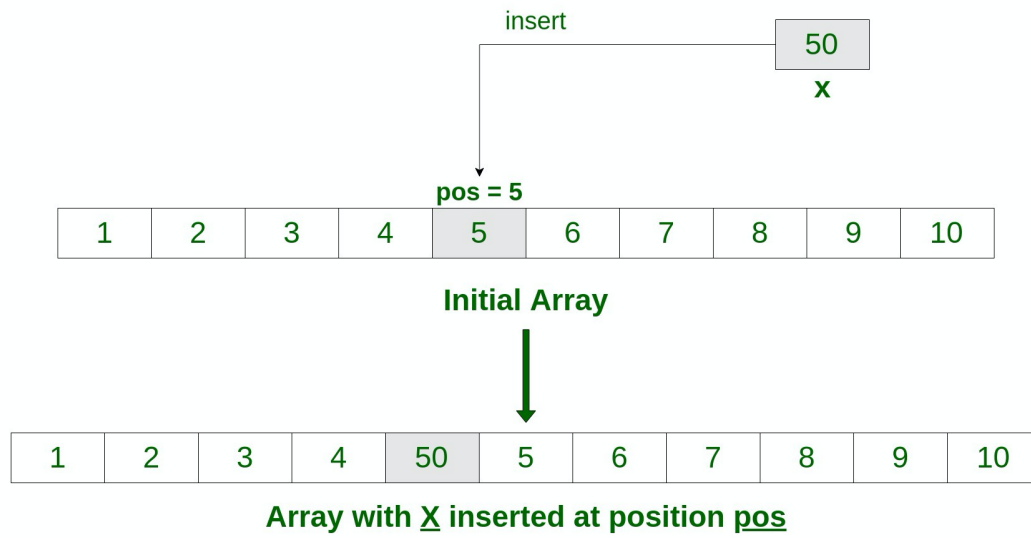 insert
50
x
pos = 5
1 2 3 4 5 6 7 8 9 10
Initial Array
1 2 3 4 50 5 6 7 8 9 10
Array with X inserted at position pos